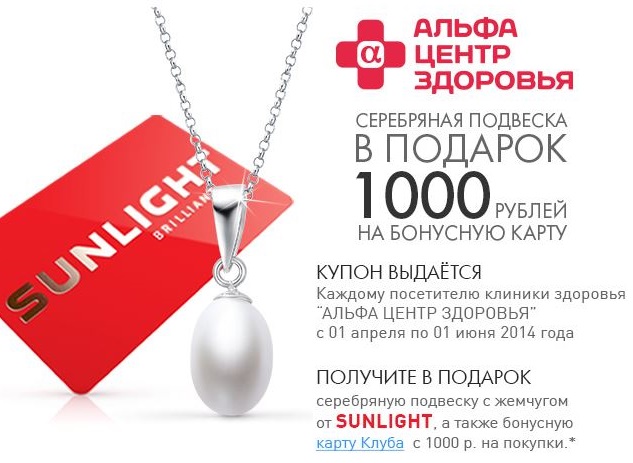 SUNLIGHT
BRILLIANT
α
АЛЬФА
ЦЕНТР
ЗДОРОВЬЯ
СЕРЕБРЯНАЯ ПОДВЕСКА
В ПОДАРОК
1000 РУБЛЕЙ
НА БОНУСНУЮ КАРТУ
КУПОН ВЫДАЁТСЯ
Каждому посетителю клиники здоровья
“АЛЬФА ЦЕНТР ЗДОРОВЬЯ”
с 01 апреля по 01 июня 2014 года
ПОЛУЧИТЕ В ПОДАРОК
серебряную подвеску с жемчугом
от SUNLIGHT, а также бонусную
карту Клуба с 1000 р. на покупки.*